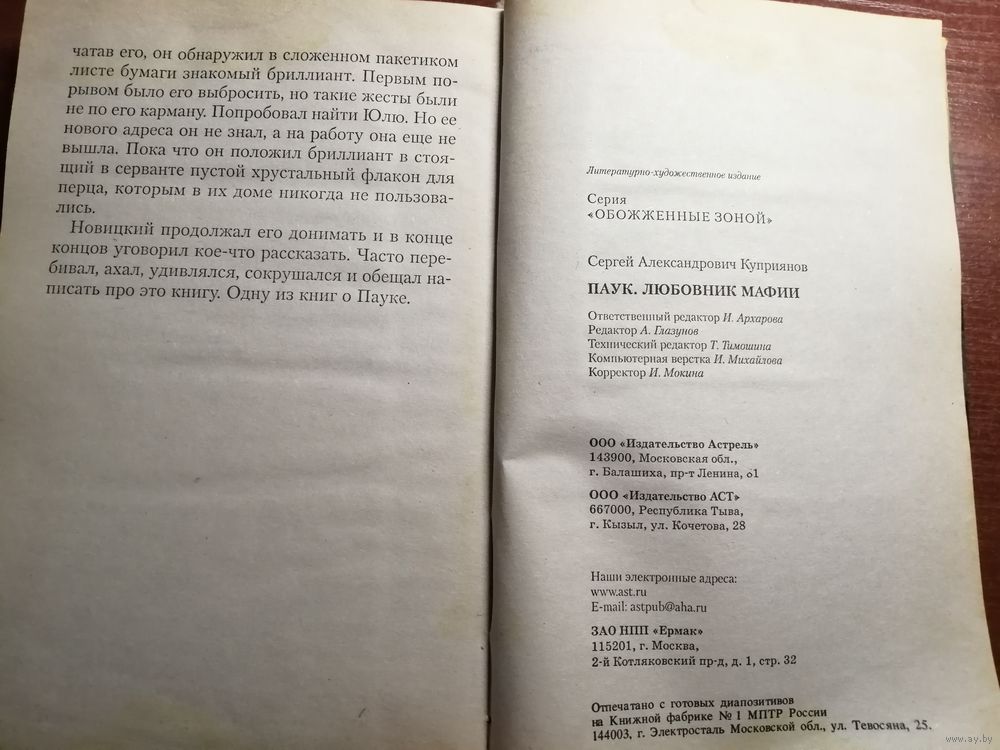 чатав его, он обнаружил в сложенном пакетиком
листе бумаги знакомый бриллиант. Первым по-
рывом было его выбросить, но такие жесты были
не по его карману. Попробовал найти Юлю. Но ее
нового адреса он не знал, а на работу она еще не
вышла. Пока что он положил бриллиант в стоя-
щий в серванте пустой хрустальный флакон для
перца, которым в их доме никогда не пользова-
лись.
Новицкий продолжал его донимать и в конце
концов уговорил кое-что рассказать. Часто пере-
бивал, ахал, удивлялся, сокрушался и обещал на-
писать про это книгу. Одну из книг о Пауке.
Литературно-художественное издание
Серия
«ОБОЖЖЕННЫЕ ЗОНОЙ»
Сергей Александрович Куприянов
ПАУК. ЛЮБОВНИК МАФИИ
Ответственный редактор И. Архарова
Редактор А. Глазунов
Технический редактор Т. Тимошина
Компьютерная верстка И. Михайлова
Корректор И. Мокина
ООО «Издательство Астрель»
143900, Московская обл.,
г. Балашиха, пр-т Ленина,
ООО «Издательство АСТ»
667000, Республика Тыва,
г. Кызыл, ул. Кочетова, 28
Наши электронные адреса:
www.ast.ru
E-mail: astpub@aha.ru
ЗАО НПП «Ермак»
115201, г. Москва,
2-й Котляковский пр-д, д. 1, стр. 32
Отпечатано с готовых диапозитивов
на Книжной фабрике № 1 МПТР России
144003, г. Электросталь Московской обл., ул. Тевосяна, 25.
www.ay.by